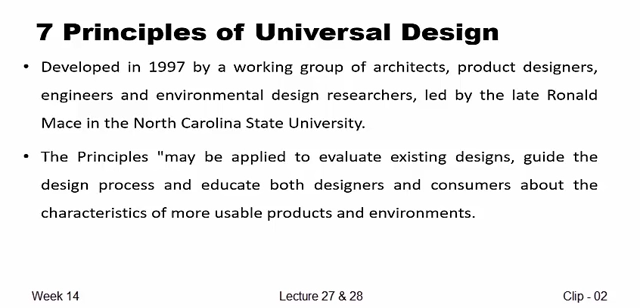 7 Principles of Universal Design
• Developed in 1997 by a working group of architects, product designers,
engineers and environmental design researchers, led by the late Ronald
Mace in the North Carolina State University.
• The Principles "may be applied to evaluate existing designs, guide the
design process and educate both designers and consumers about the
characteristics of more usable products and environments.
Week 14 Lecture 27 & 28 Clip - 02